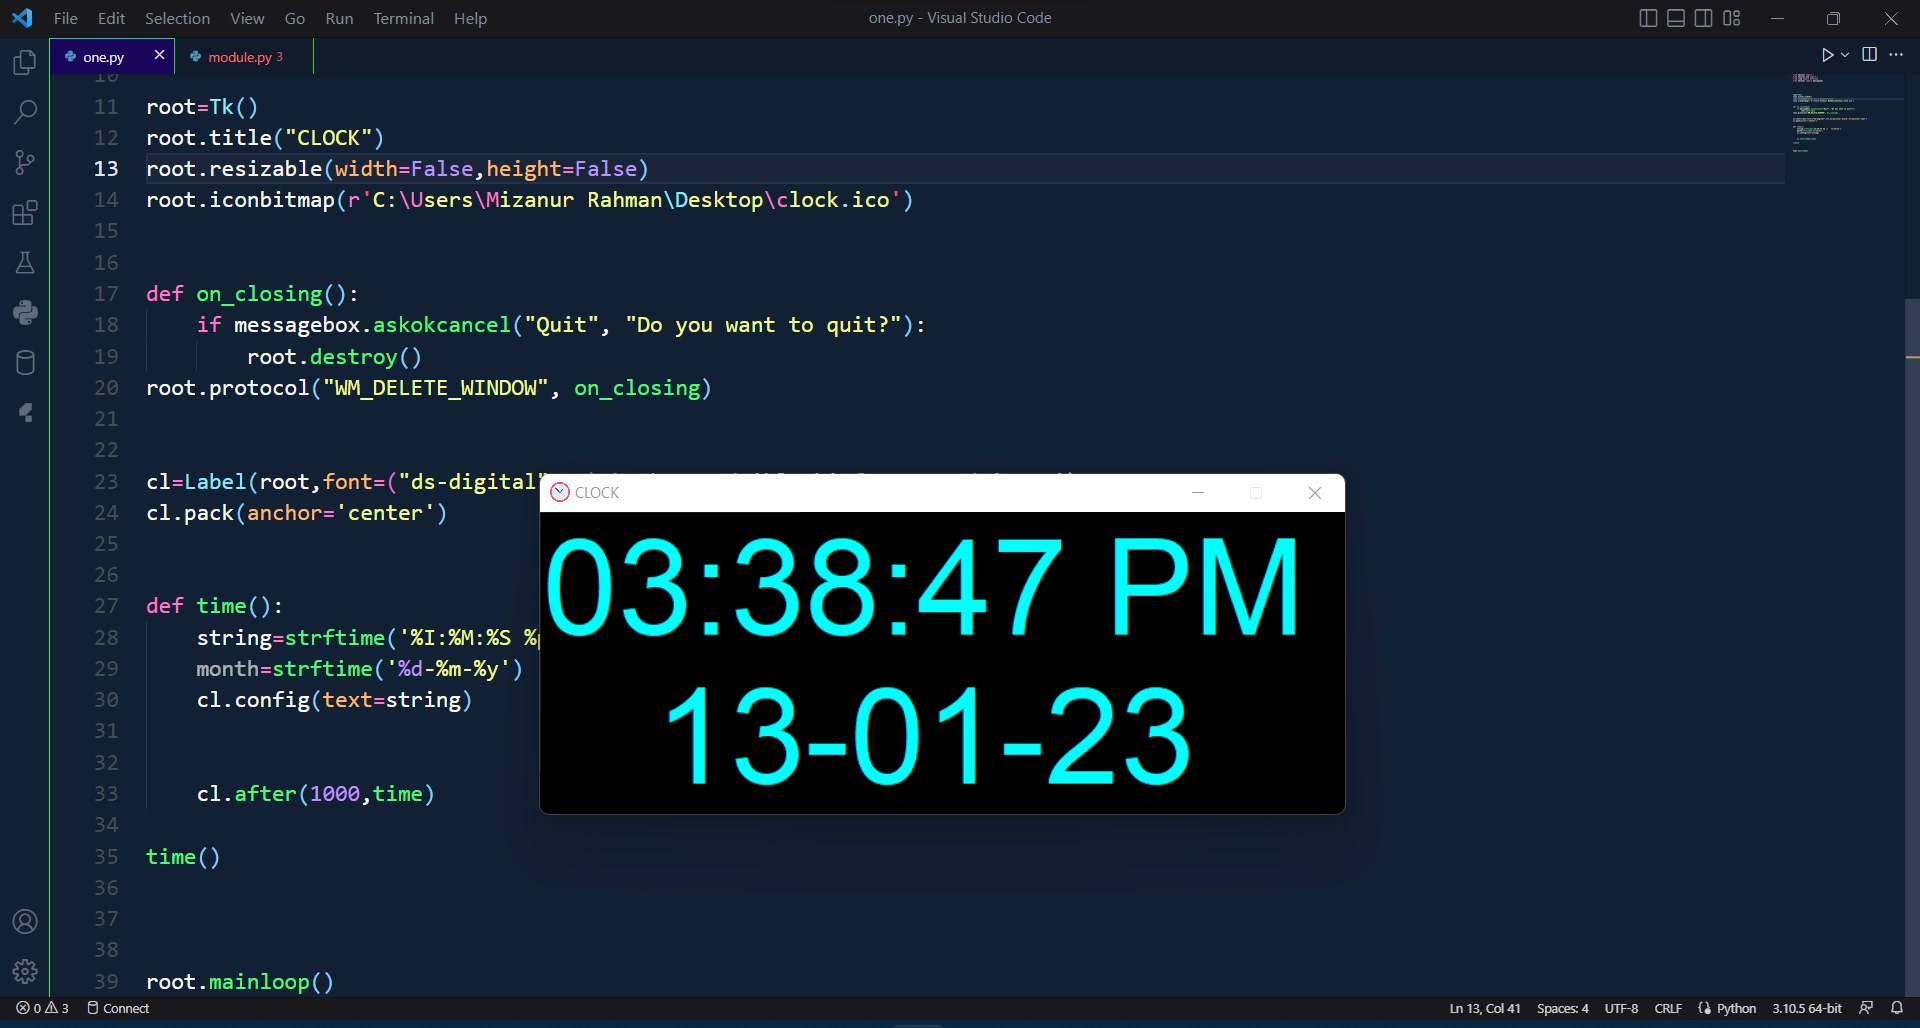 File Edit Selection View Go Run Terminal Help
one.py - Visual Studio Code
one.py
module.py 3
10
11 root=Tk()
12 root.title("CLOCK")
13 root.resizable(width=False,height=False)
14 root.iconbitmap(r'C:\Users\Mizanur Rahman\Desktop\clock.ico')
15
16
17 def on_closing():
18 if messagebox.askokcancel("Quit", "Do you want to quit?"):
19 root.destroy()
20 root.protocol("WM_DELETE_WINDOW", on_closing)
21
22
23 cl=Label(root,font=("ds-digital"
24 cl.pack(anchor='center')
25
26
27 def time():
28 string=strftime('%I:%M:%S %p
29 month=strftime('%d-%m-%y')
30 cl.config(text=string)
31
32
33 cl.after(1000,time)
34
35 time()
36
37
38
39 root.mainloop()
CLOCK
03:38:47 PM
13-01-23
0 3 Connect
Ln 13, Col 41 Spaces: 4 UTF-8 CRLF Python 3.10.5 64-bit